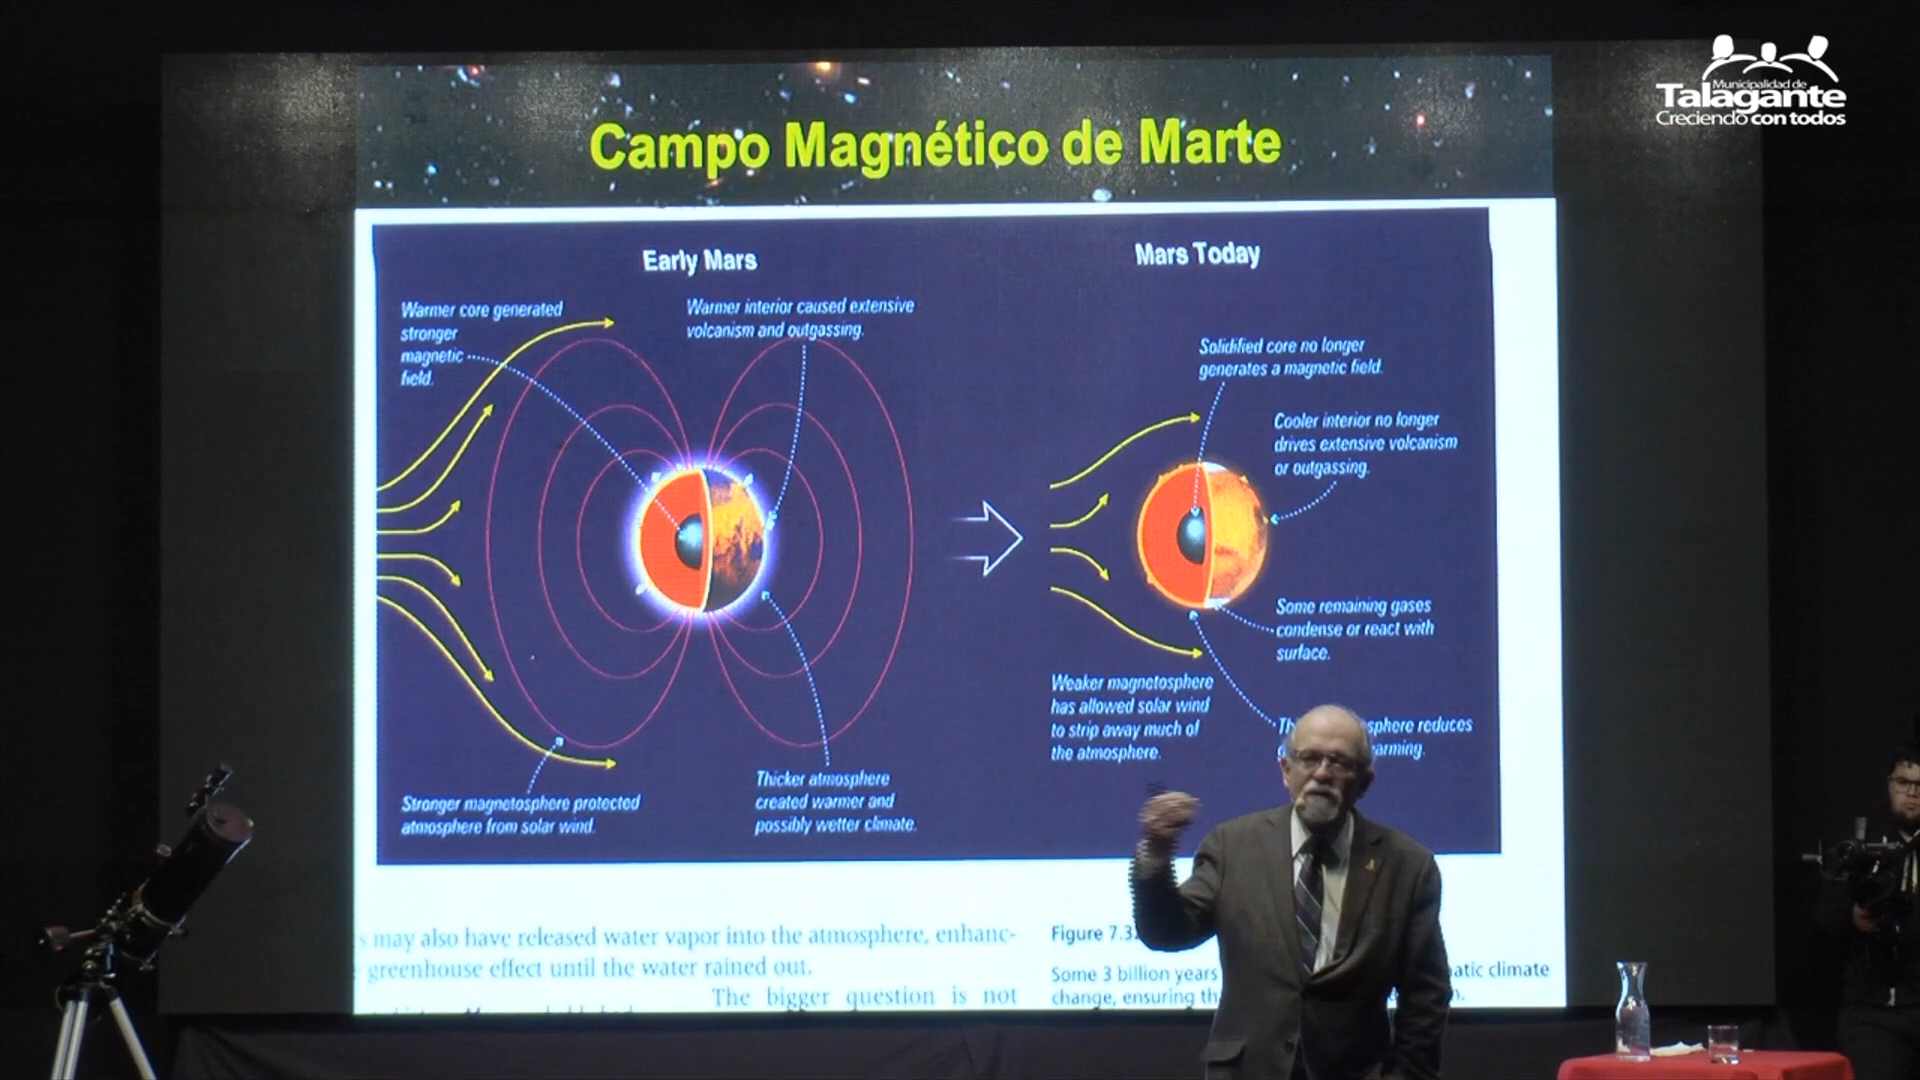 Municipalidad de
Talagante
Creciendo con todos
Campo Magnético de Marte
Early Mars
Mars Today
Warmer core generated
stronger
magnetic
field.
Warmer interior caused extensive
volcanism and outgassing.
Solidified core no longer
generates a magnetic field.
Cooler interior no longer
drives extensive volcanism
or outgassing.
Some remaining gases
condense or react with
surface.
Weaker magnetosphere
has allowed solar wind
to strip away much of
the atmosphere.
sphere reduces
arming.
Stronger magnetosphere protected
atmosphere from solar wind.
Thicker atmosphere
created warmer and
possibly wetter climate.
s may also have released water vapor into the atmosphere, enhanc-
greenhouse effect until the water rained out.
The bigger question is not
Figure 7.3
Some 3 billion years
atic climate
change, ensuring th